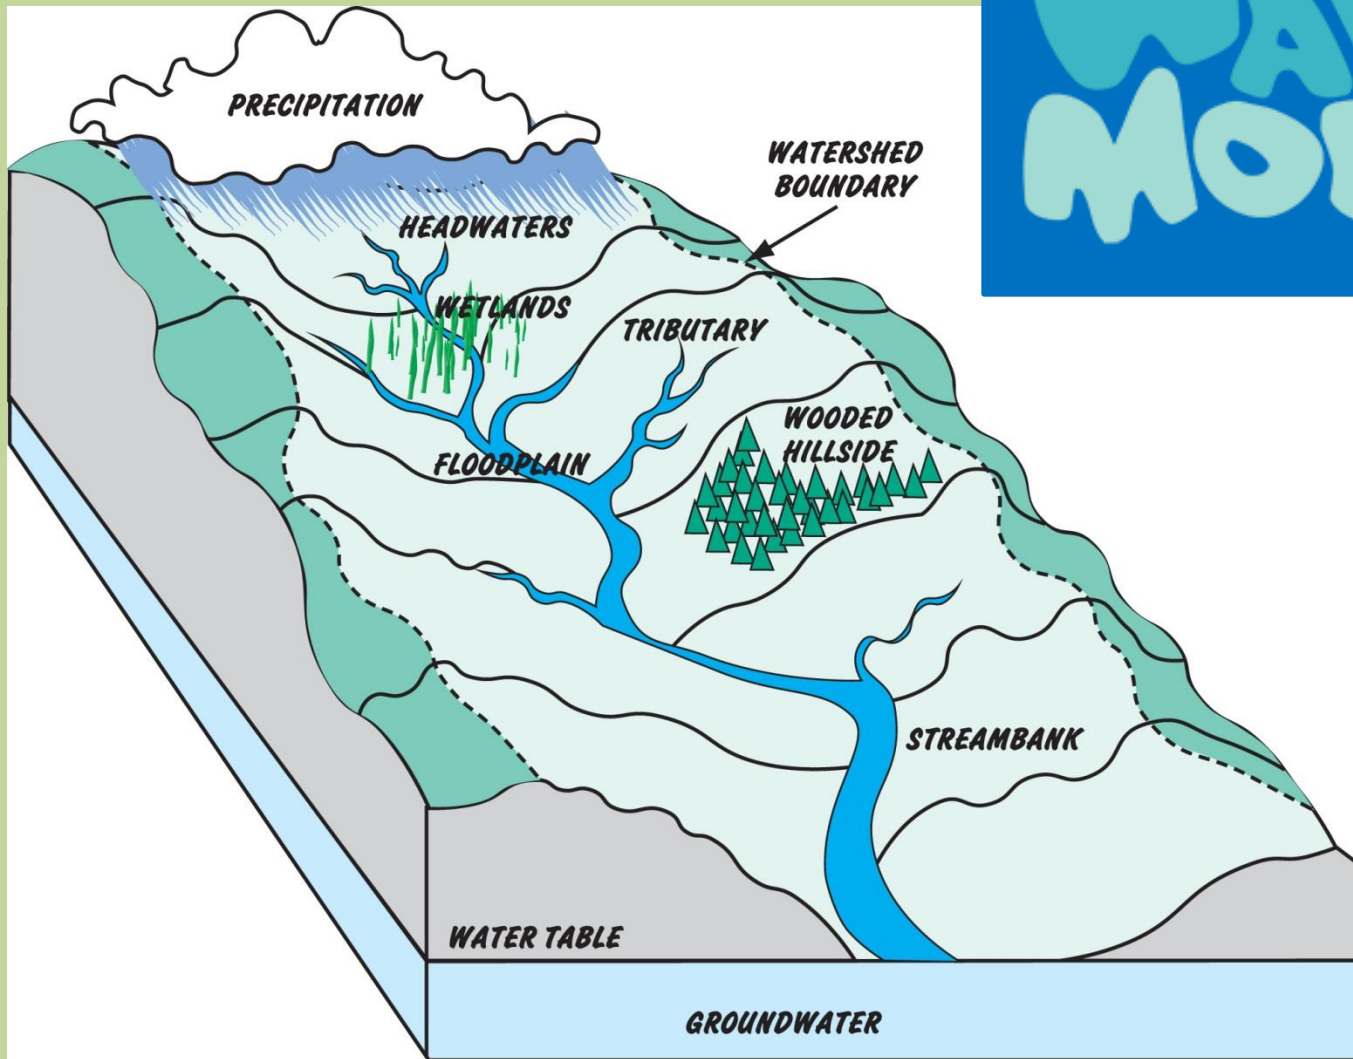 PRECIPITATION
WATERSHED
BOUNDARY
HEADWATERS
WETLANDS
TRIBUTARY
WOODED
HILLSIDE
FLOODPLAIN
STREAMBANK
WATER TABLE
GROUNDWATER